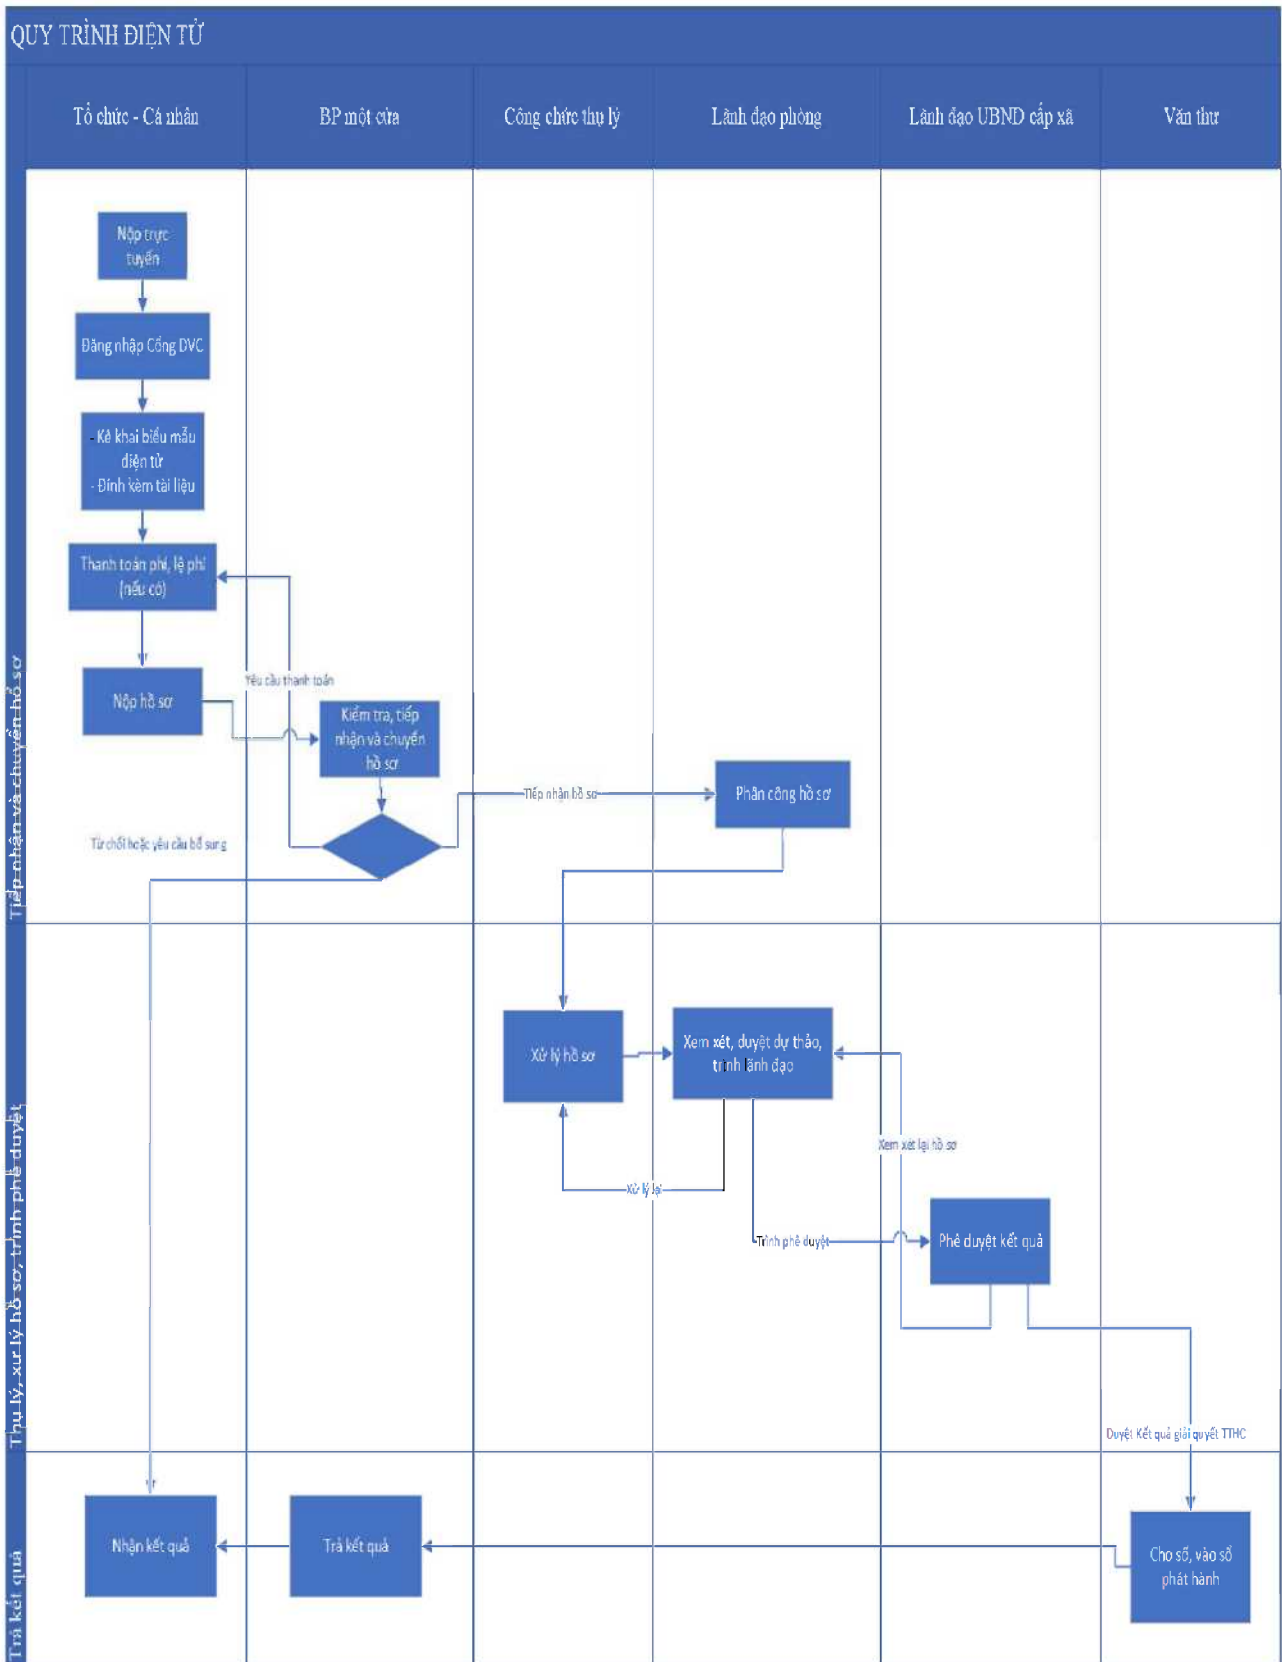 QUY TRÌNH ĐIỆN TỬ
Tổ chức - Cá nhân
BP một cửa
Công chức thụ lý
Lãnh đạo phòng
Lãnh đạo UBND cấp xã
Văn thư
Tiếp nhận và chuyển hồ sơ
Nộp trực
tuyến
Đăng nhập Cổng DVC
- Kê khai biểu mẫu
điện tử
- Đính kèm tài liệu
Thanh toán phí, lệ phí
(nếu có)
Nộp hồ sơ
Yêu cầu thanh toán
Kiểm tra, tiếp
nhận và chuyển
hồ sơ
Tiếp nhận hồ sơ
Phân công hồ sơ
Từ chối hoặc yêu cầu bổ sung
Thụ lý, xử lý hồ sơ, trình phê duyệt
Xử lý hồ sơ
Xem xét, duyệt dự thảo,
trình lãnh đạo
Xem xét lại hồ sơ
Xử lý lại
Trình phê duyệt
Phê duyệt kết quả
Duyệt Kết quả giải quyết TTHC
Trả kết quả
Nhận kết quả
Trả kết quả
Cho số, vào sổ
phát hành